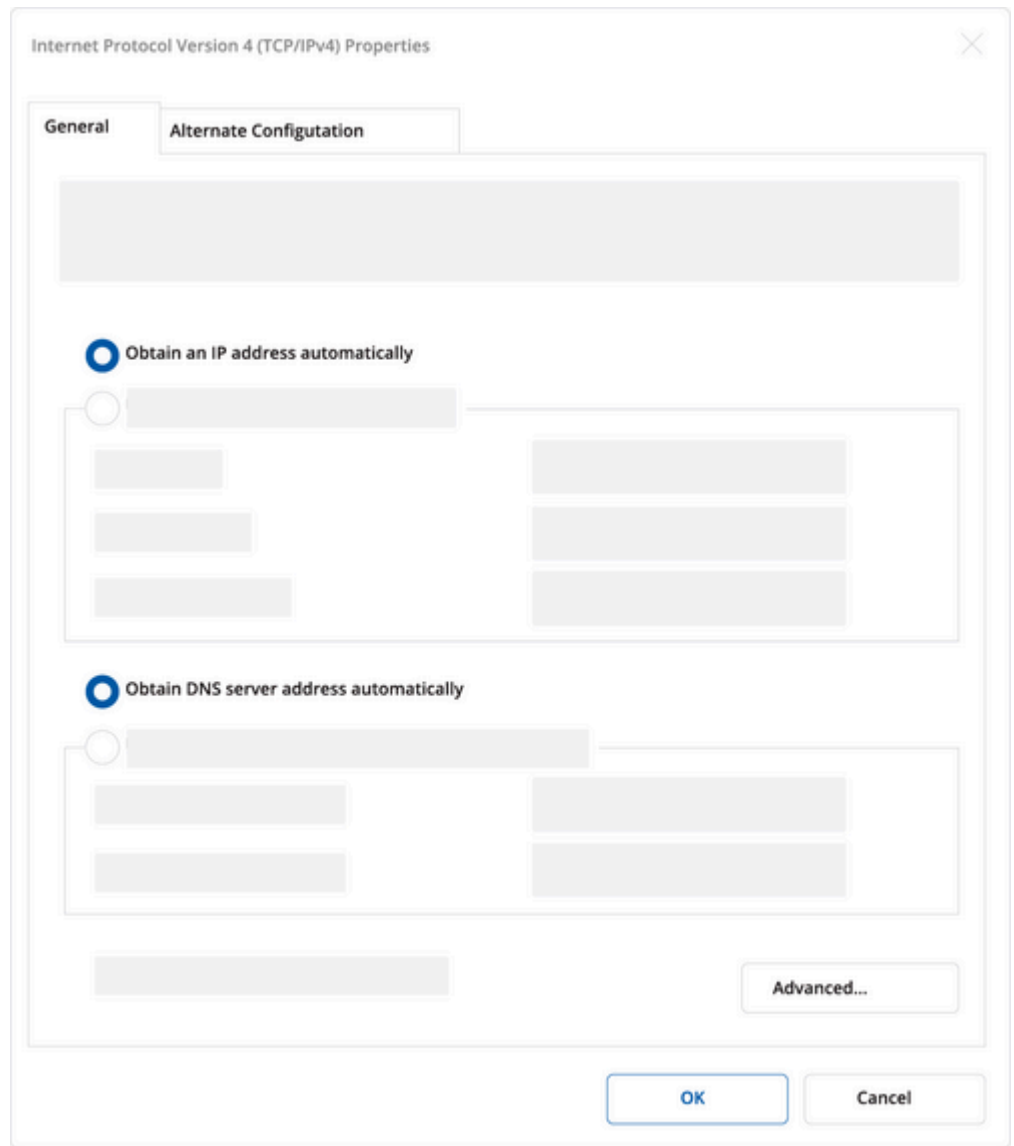 Internet Protocol Version 4 (TCP/IPv4) Properties
General
Alternate Configutation
Obtain an IP address automatically
Obtain DNS server address automatically
Advanced...
OK
Cancel